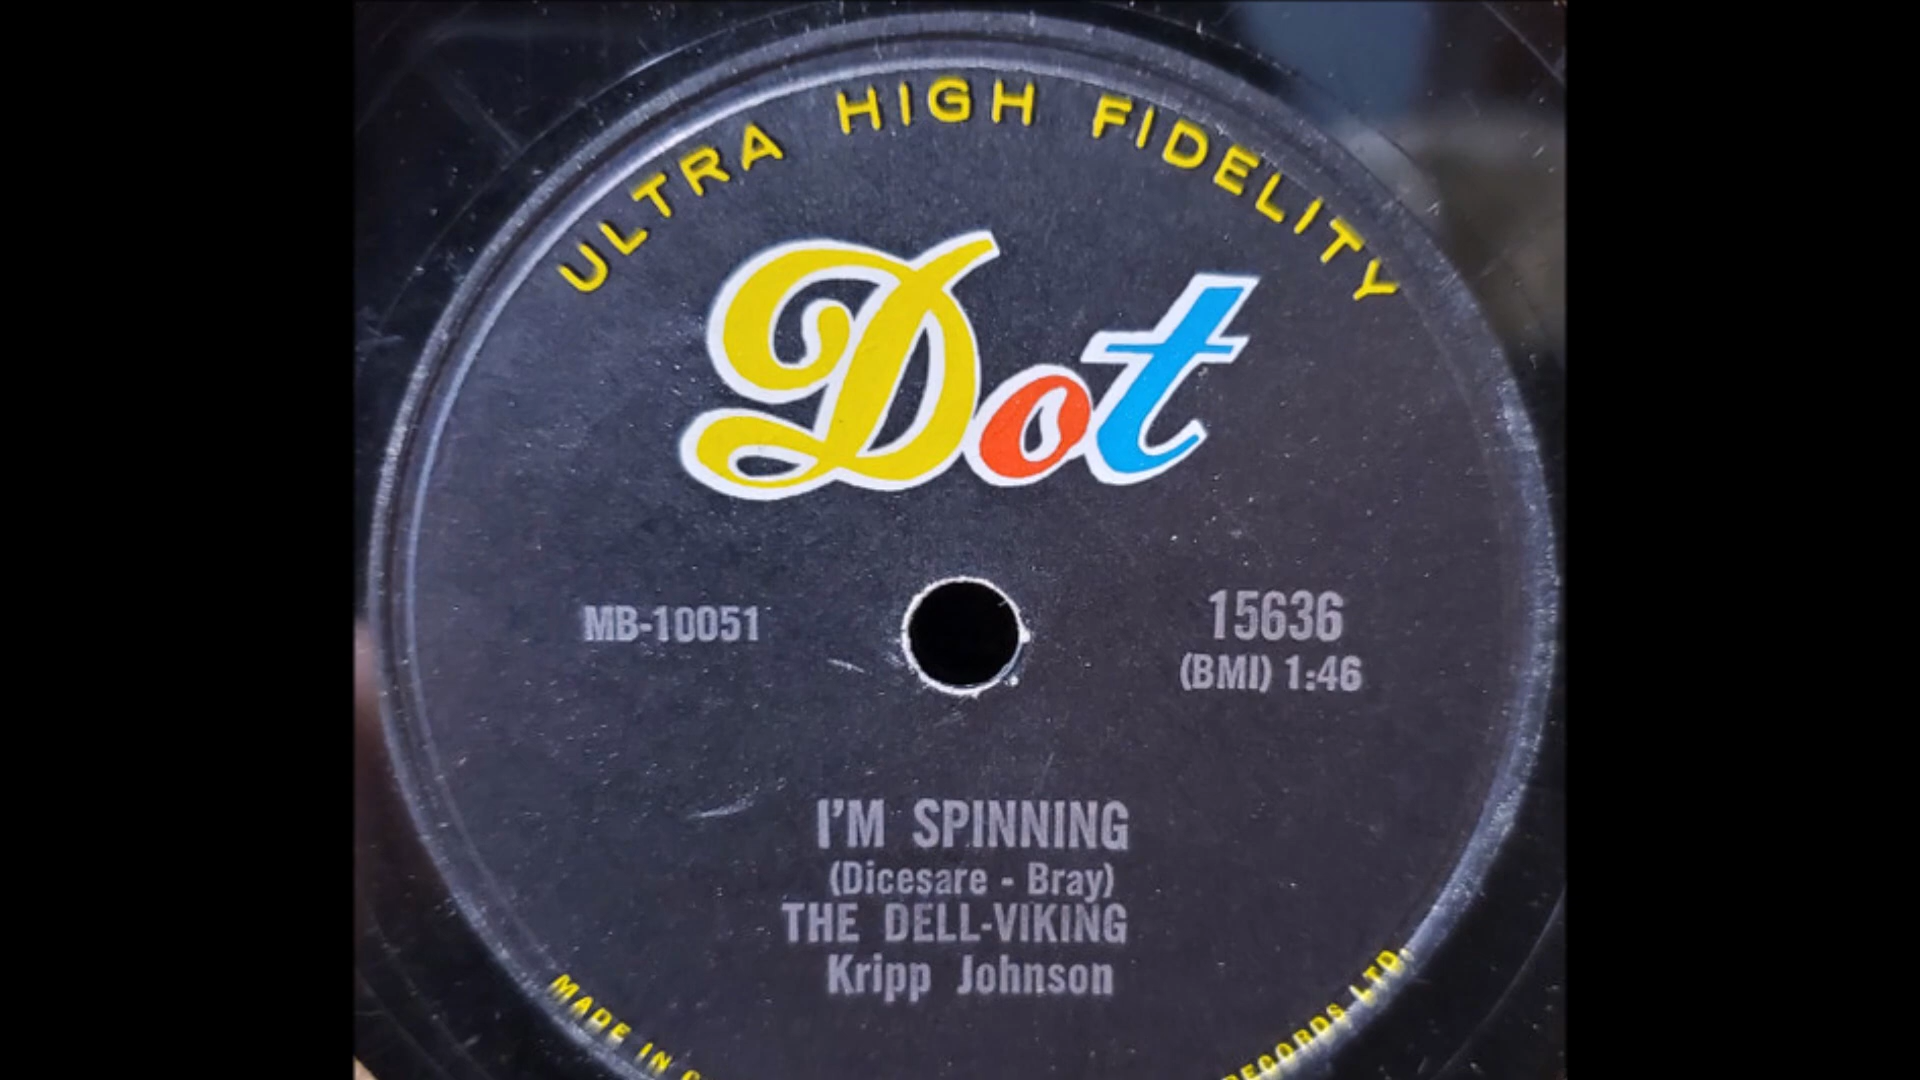 ULTRA HIGH FIDELITY
Dot
MB-10051
15636
(BMI) 1:46
I'M SPINNING
(Dicesare - Bray)
THE DELL-VIKING
Kripp Johnson
MADE IN
RECORDS LTD.